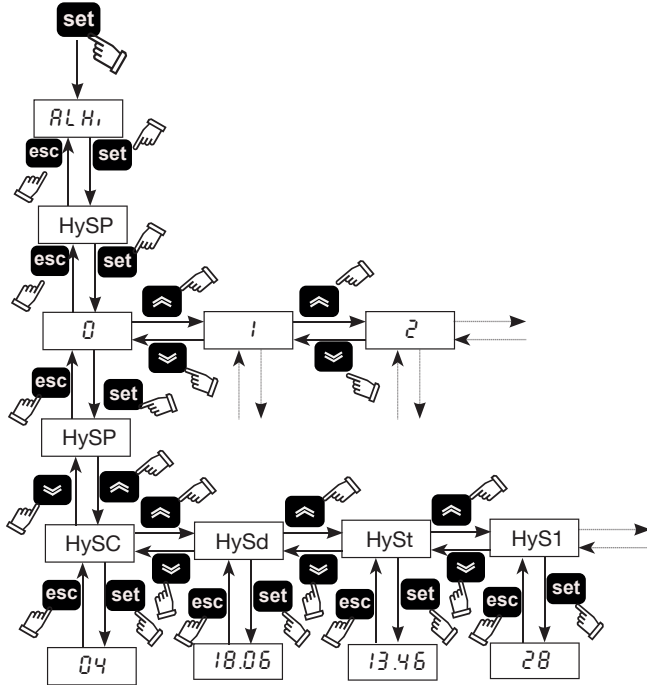 set
ALHi
esc set
HySP
esc set
0 1 2
esc set
HySP
HySC HySd HySt HyS1
esc set esc set esc set esc set
04 18.06 13.46 28